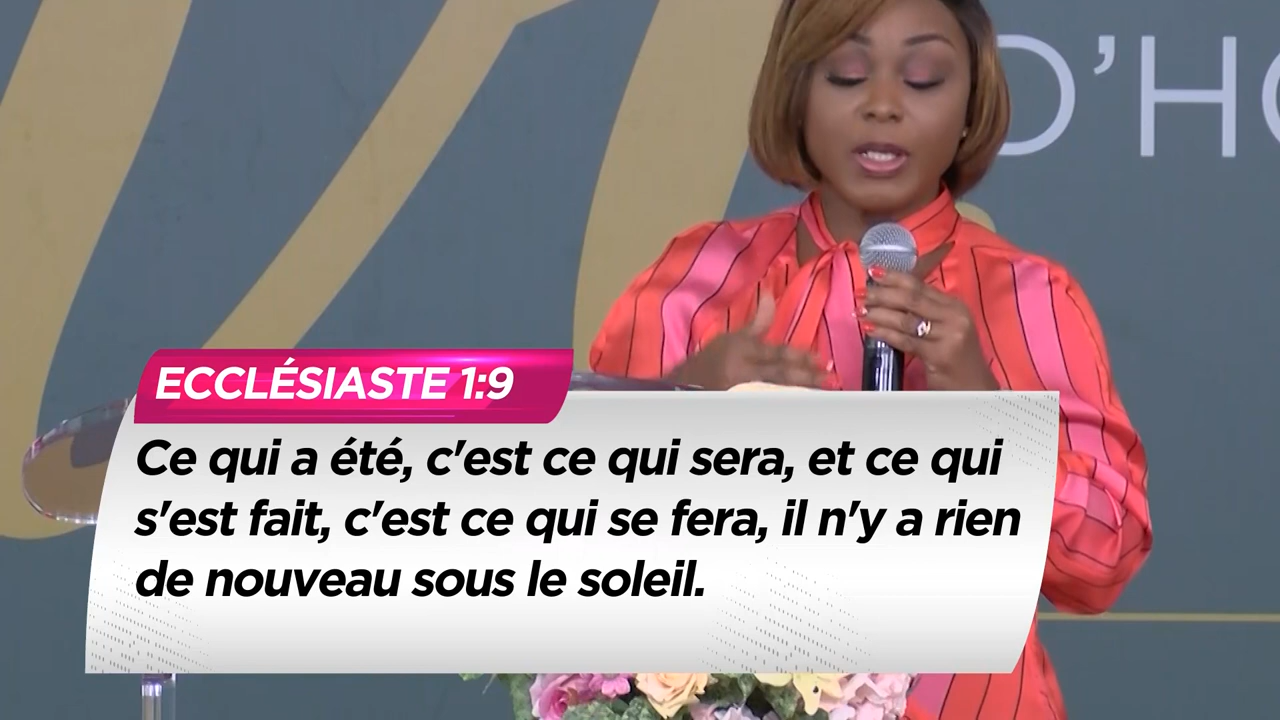 D'HO
ECCLÉSIASTE 1:9
Ce qui a été, c'est ce qui sera, et ce qui
s'est fait, c'est ce qui se fera, il n'y a rien
de nouveau sous le soleil.